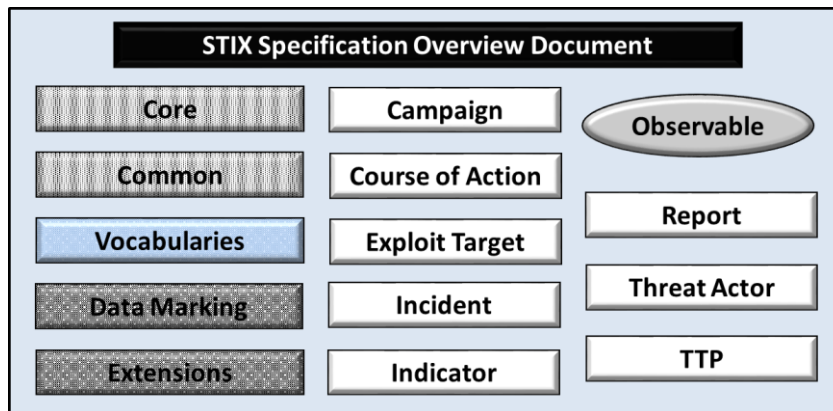 STIX Specification Overview Document
Core
Common
Vocabularies
Data Marking
Extensions
Campaign
Course of Action
Exploit Target
Incident
Indicator
Observable
Report
Threat Actor
TTP